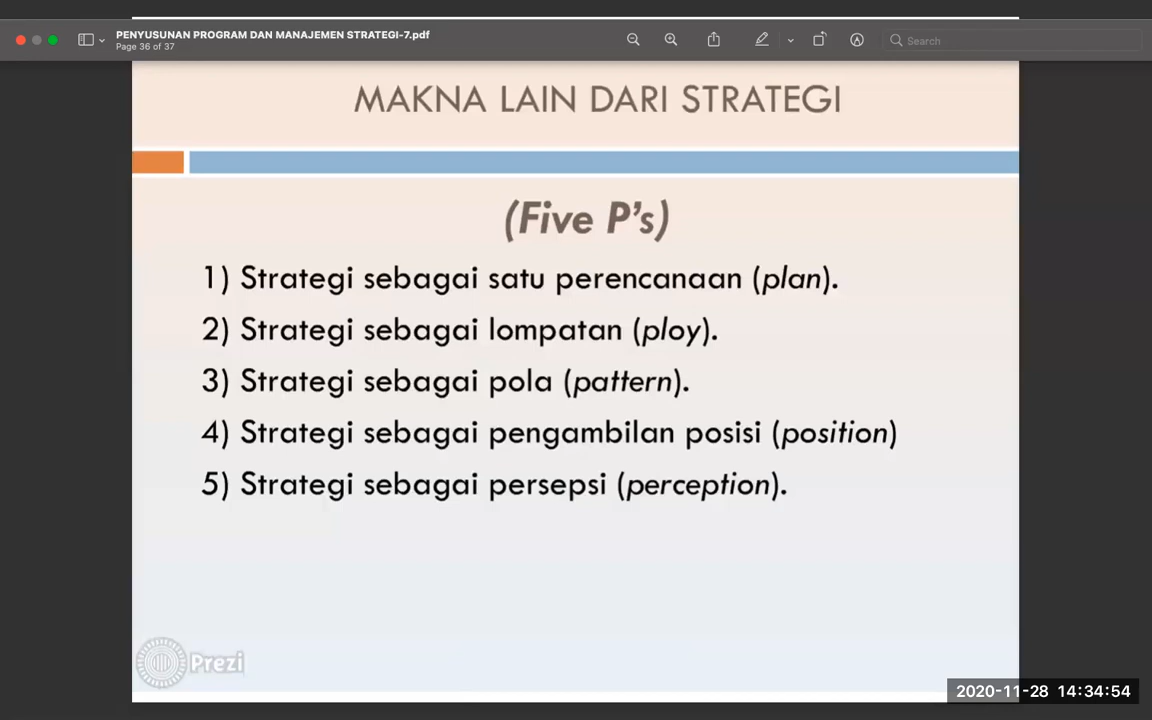 PENYUSUNAN PROGRAM DAN MANAJEMEN STRATEGI-7.pdf
Page 36 of 37
Search
MAKNA LAIN DARI STRATEGI
(Five P's)
1) Strategi sebagai satu perencanaan (plan).
2) Strategi sebagai lompatan (ploy).
3) Strategi sebagai pola (pattern).
4) Strategi sebagai pengambilan posisi (position)
5) Strategi sebagai persepsi (perception).
Prezi
2020-11-28 14:34:54